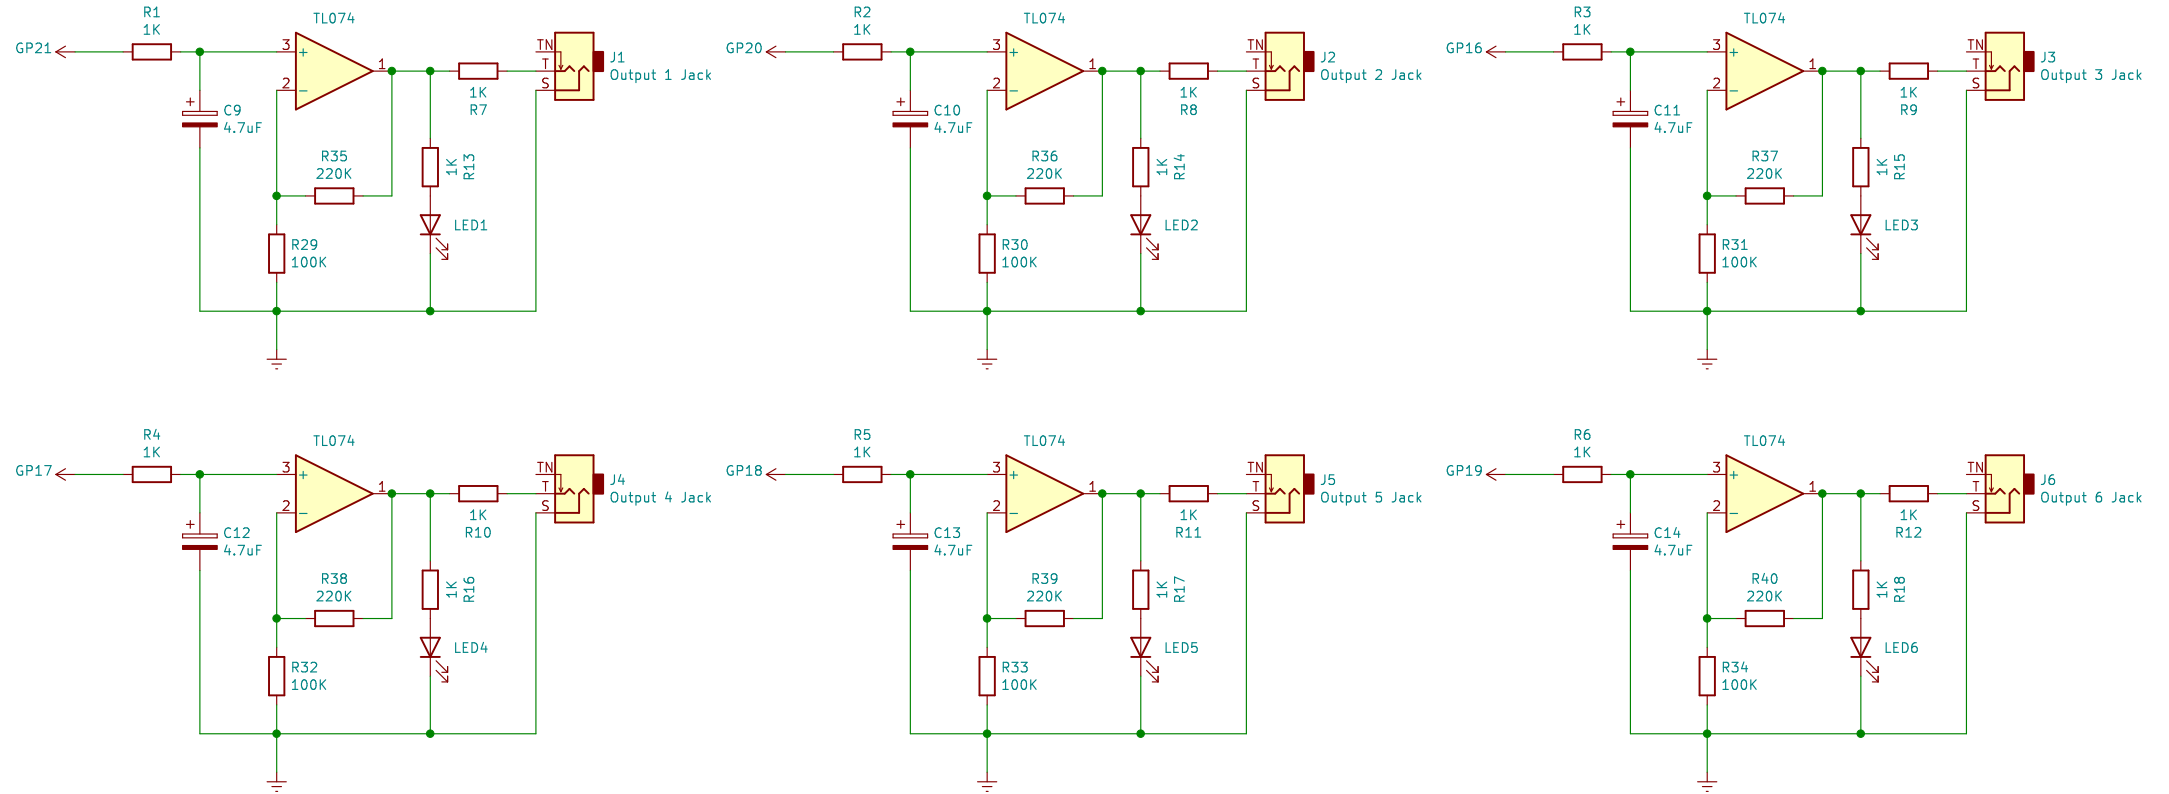 R1
1K
TL074
GP21
3
+
2
−
1
TN
T
S
J1
Output 1 Jack
1K
R7
+
C9
4.7uF
R35
220K
1K
R13
LED1
R29
100K
R2
1K
TL074
GP20
3
+
2
−
1
TN
T
S
J2
Output 2 Jack
1K
R8
+
C10
4.7uF
R36
220K
1K
R14
LED2
R30
100K
R3
1K
TL074
GP16
3
+
2
−
1
TN
T
S
J3
Output 3 Jack
1K
R9
+
C11
4.7uF
R37
220K
1K
R15
LED3
R31
100K
R4
1K
TL074
GP17
3
+
2
−
1
TN
T
S
J4
Output 4 Jack
1K
R10
+
C12
4.7uF
R38
220K
1K
R16
LED4
R32
100K
R5
1K
TL074
GP18
3
+
2
−
1
TN
T
S
J5
Output 5 Jack
1K
R11
+
C13
4.7uF
R39
220K
1K
R17
LED5
R33
100K
R6
1K
TL074
GP19
3
+
2
−
1
TN
T
S
J6
Output 6 Jack
1K
R12
+
C14
4.7uF
R40
220K
1K
R18
LED6
R34
100K